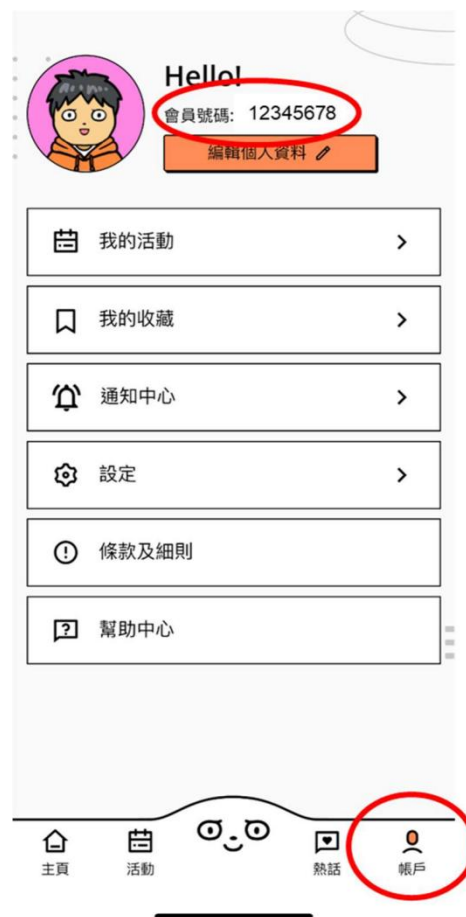 Hello!
會員號碼: 12345678
編輯個人資料
我的活動
我的收藏
通知中心
設定
條款及細則
幫助中心
主頁
活動
熱話
帳戶